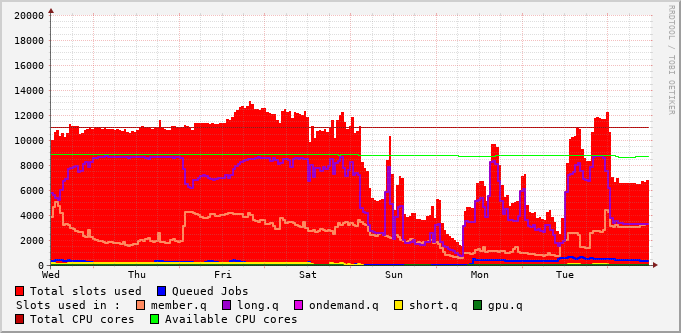 20000
18000
16000
14000
12000
10000
8000
6000
4000
2000
0
Wed Thu Fri Sat Sun Mon Tue
RRDTOOL / TOBI OETIKER
Total slots used Queued Jobs
Slots used in : member.q long.q ondemand.q short.q gpu.q
Total CPU cores Available CPU cores